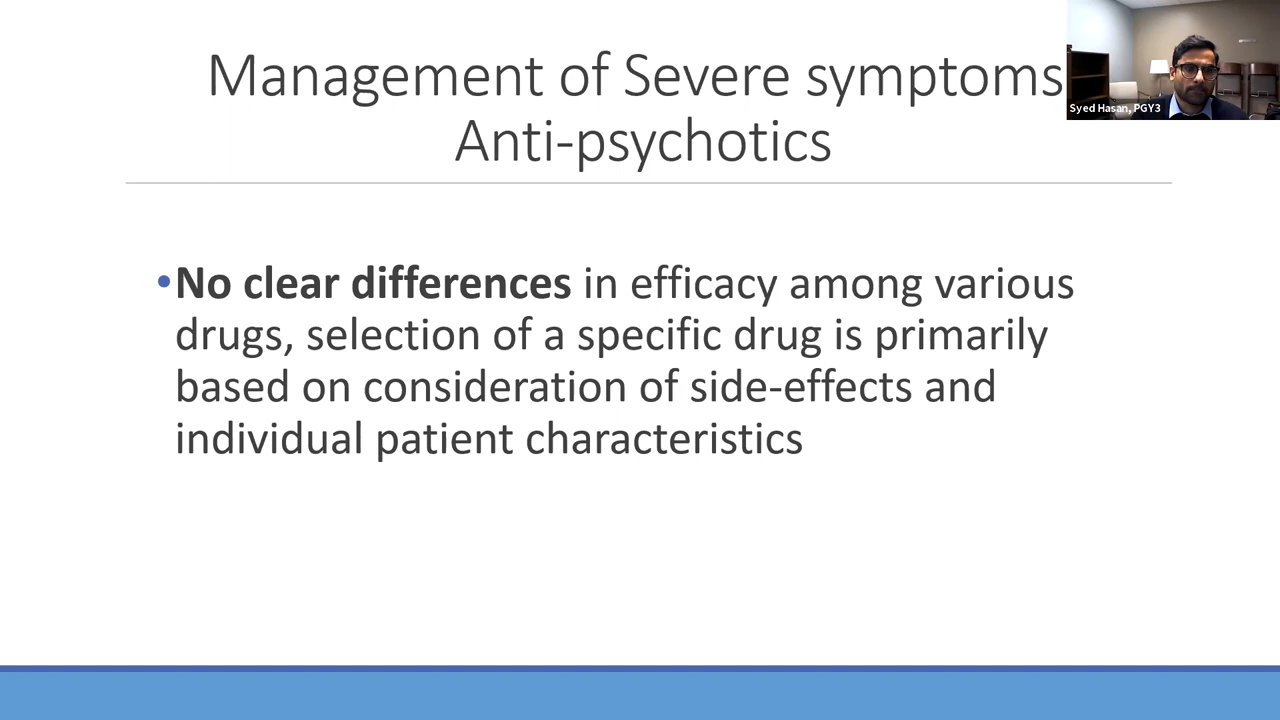 Management of Severe symptoms
Anti-psychotics
Syed Hasan, PGY3
•No clear differences in efficacy among various
drugs, selection of a specific drug is primarily
based on consideration of side-effects and
individual patient characteristics